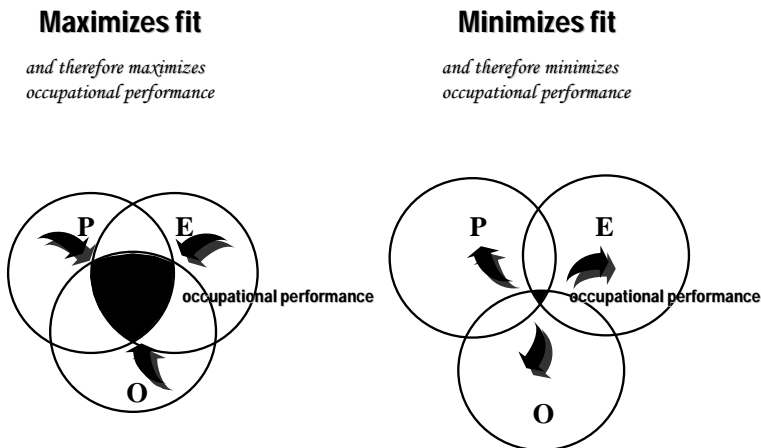 Maximizes fit
and therefore maximizes
occupational performance
P
E
occupational performance
O
Minimizes fit
and therefore minimizes
occupational performance
P
E
occupational performance
O